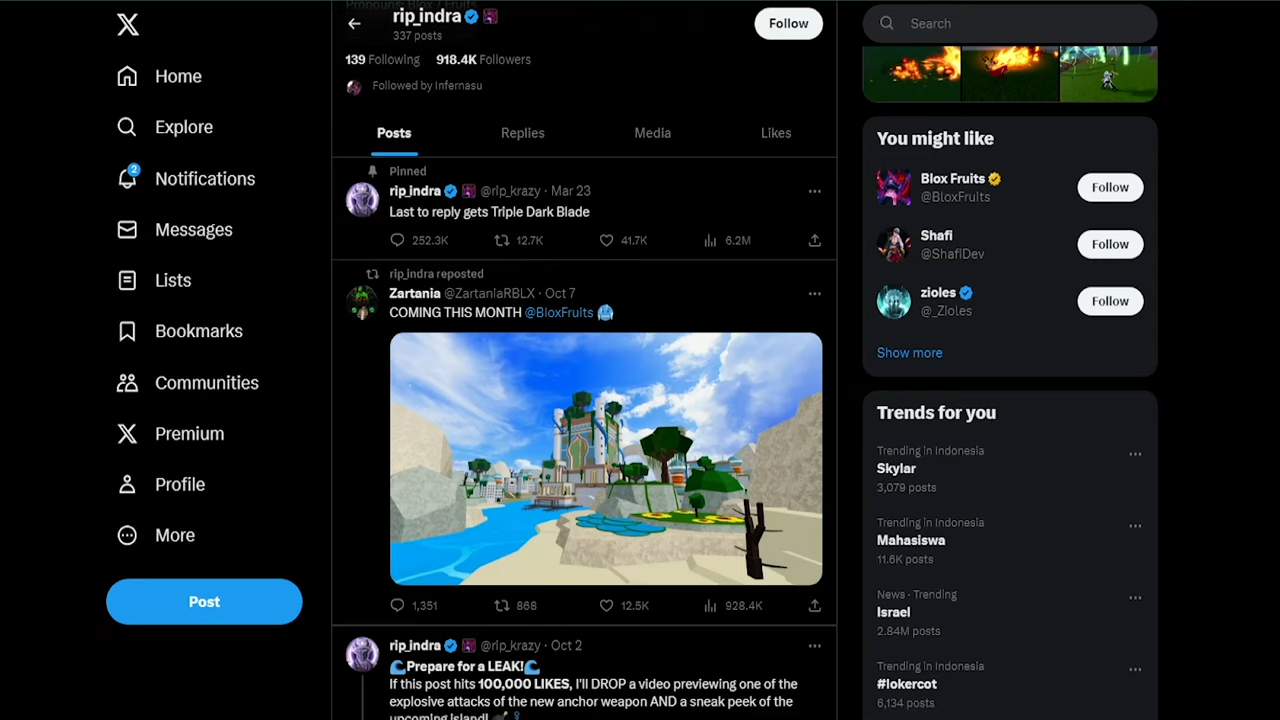 Home
Explore
2
Notifications
Messages
Lists
Bookmarks
Communities
Premium
Profile
More
Post
rip_indra
337 posts
Follow
139 Following 918.4K Followers
Followed by Infernasu
Posts Replies Media Likes
Pinned
rip_indra @rip_krazy · Mar 23
Last to reply gets Triple Dark Blade
252.3K 12.7K 41.7K 6.2M
rip_indra reposted
Zartania @ZartaniaRBLX · Oct 7
COMING THIS MONTH @BloxFruits 🥶
1,351 868 12.5K 928.4K
rip_indra @rip_krazy · Oct 2
🌊Prepare for a LEAK!🌊
If this post hits 100,000 LIKES, I'll DROP a video previewing one of the
explosive attacks of the new anchor weapon AND a sneak peek of the
upcoming island!
Search
You might like
Blox Fruits
@BloxFruits
Follow
Shafi
@ShafiDev
Follow
zioles
@_Zioles
Follow
Show more
Trends for you
Trending in Indonesia
Skylar
3,079 posts
Trending in Indonesia
Mahasiswa
11.6K posts
News · Trending
Israel
2.84M posts
Trending in Indonesia
#lokercot
6,134 posts